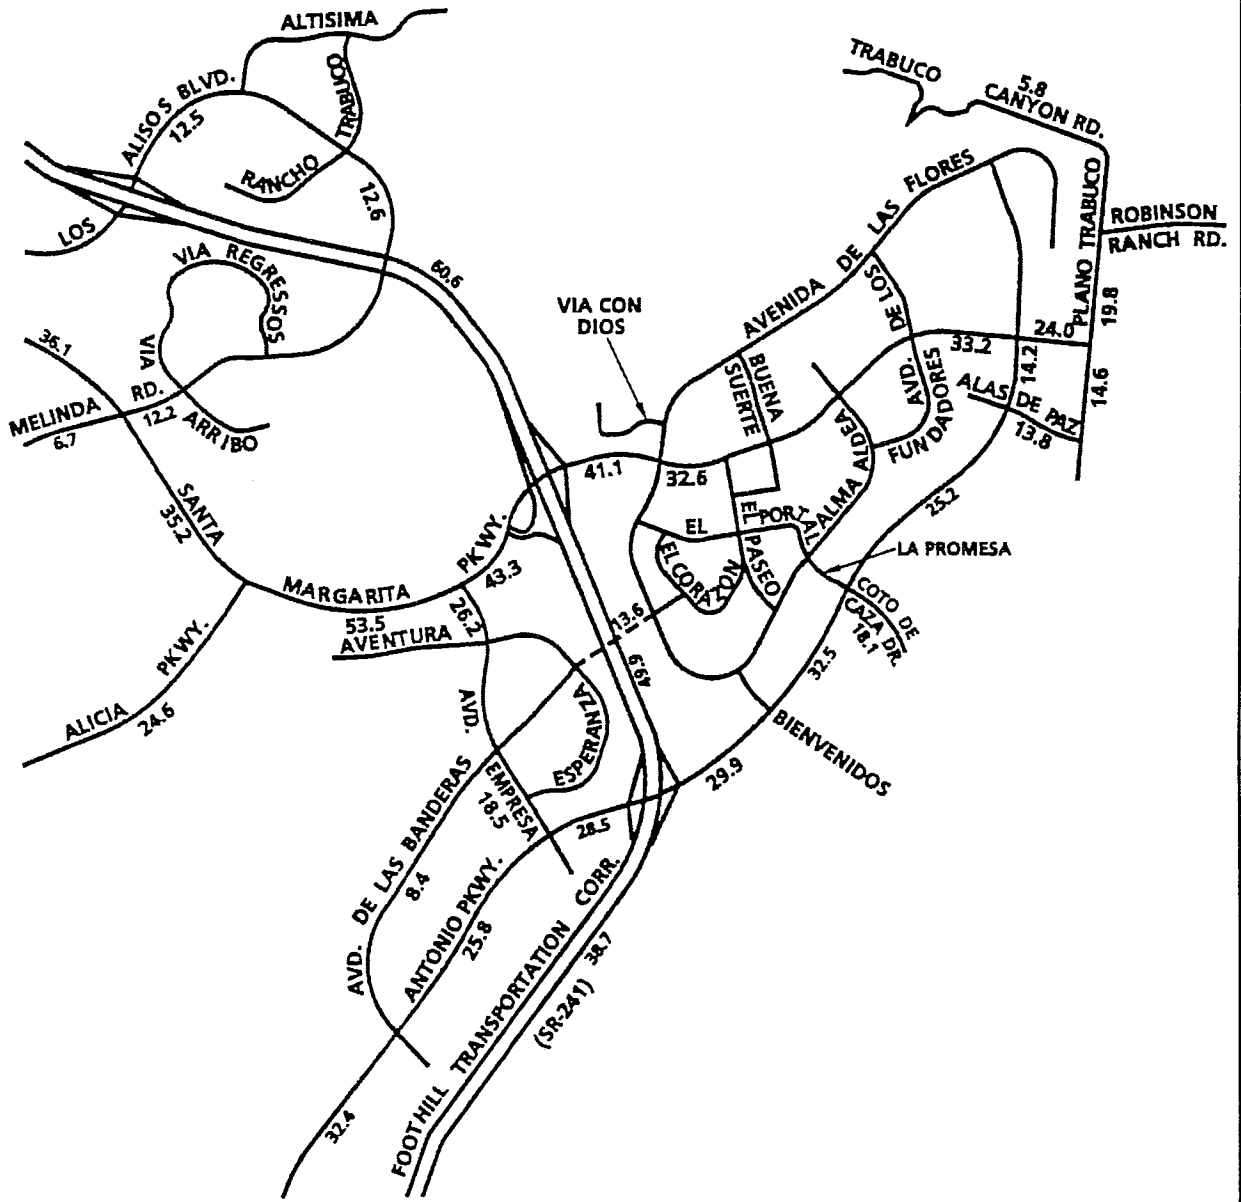 ALTISIMA
TRABUCO
RANCHO
ALISOS BLVD.
12.5
LOS
12.6
TRABUCO
5.8
CANYON RD.
PLANO TRABUCO
19.8
ROBINSON
RANCH RD.
AVENIDA DE LAS FLORES
VIA REGRESSOS
60.6
VIA CON
DIOS
VIA
ARRIBO
36.1
MELINDA RD.
6.7
12.2
BUENA
SUERTE
AVD.
DE LOS
FUNDADORES
33.2
24.0
14.2
14.6
ALAS DE PAZ
13.8
41.1
32.6
ALMA ALDEA
25.2
SANTA
35.2
MARGARITA
53.5
PKWY.
43.3
EL PORTAL
EL PASEO
EL CORAZON
LA PROMESA
COTO DE
CAZA DR.
18.1
13.6
49.9
32.5
26.2
AVENTURA
ALICIA PKWY.
24.6
AVD.
EMPRESA
18.5
ESPERANZA
BIENVENIDOS
29.9
28.5
AVD. DE LAS BANDERAS
8.4
ANTONIO PKWY.
25.8
32.4
FOOTHILL TRANSPORTATION CORR.
38.7
(SR-241)